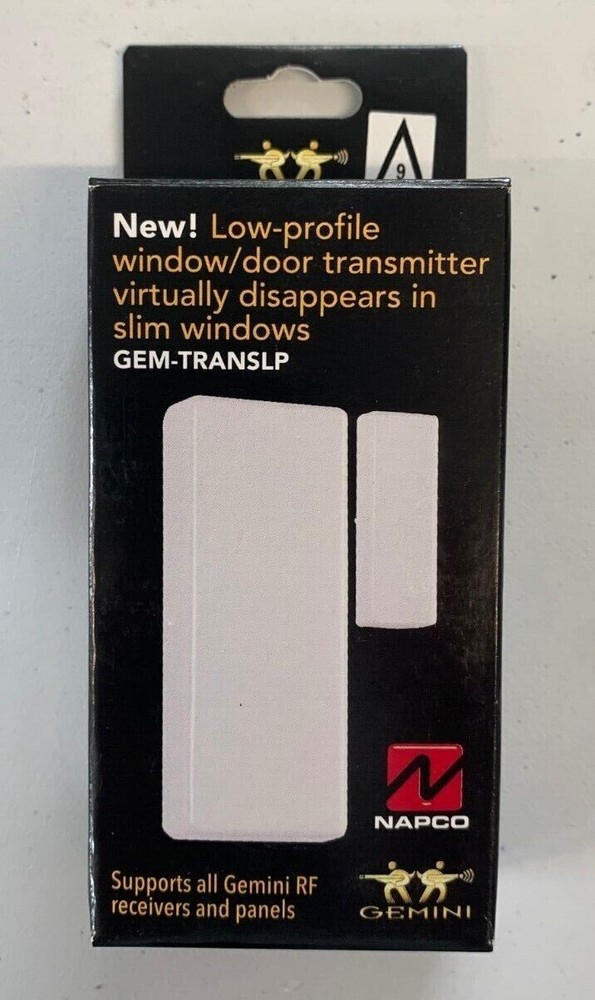 9
New! Low-profile
window/door transmitter
virtually disappears in
slim windows
GEM-TRANSLP
NAPCO
Supports all Gemini RF
receivers and panels
GEMINI